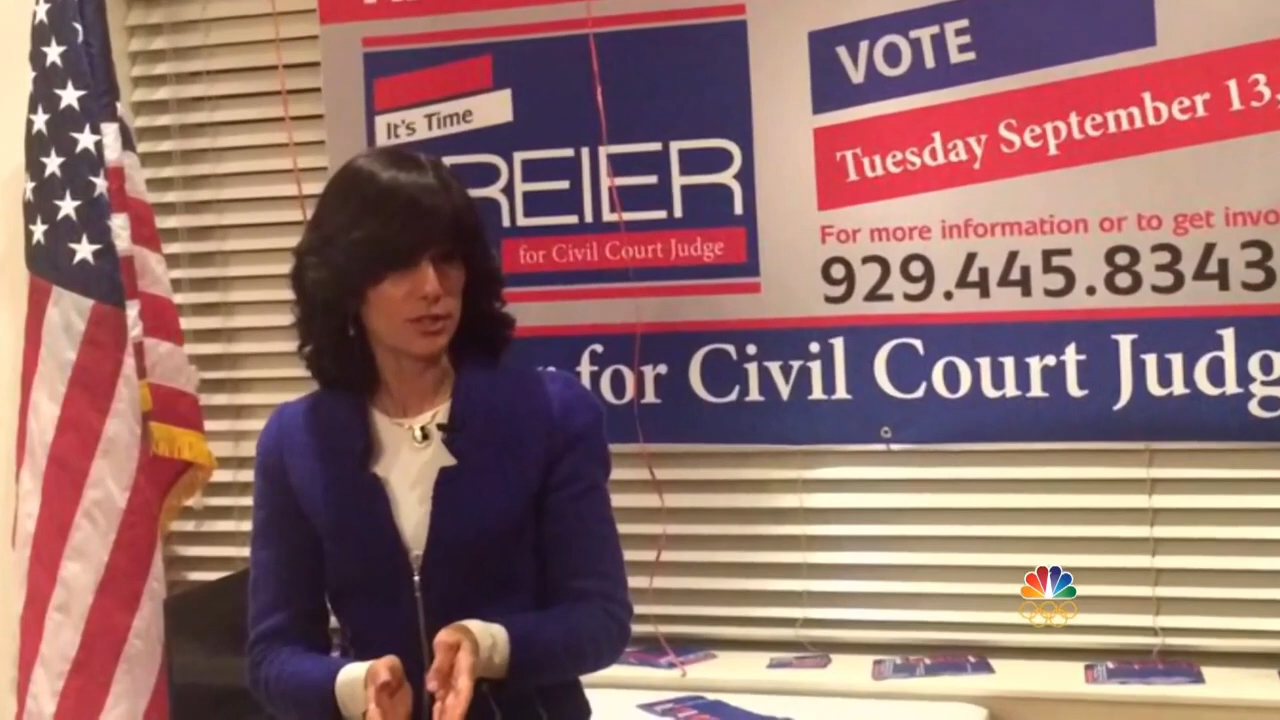 It's Time
REIER
for Civil Court Judge
VOTE
Tuesday September 13,
For more information or to get invo
929.445.8343
for Civil Court Judg